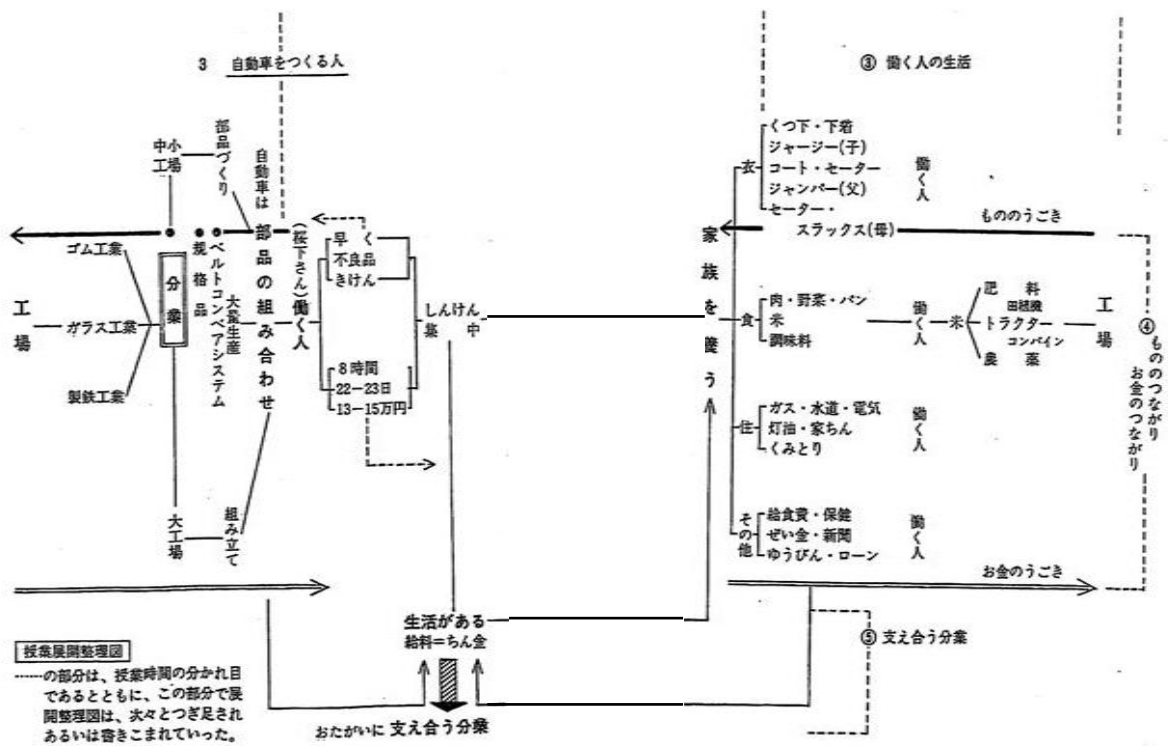 3 自動車をつくる人
中小工場
部品づくり
自動車は
部品の組み合わせ
ゴム工業
ガラス工業
製鉄工業
工場
分業
規格品
ベルトコンベアシステム
大量生産
大工場
組み立て
(桜下さん)働く人
早く
不良品
きけん
8時間
22−23日
13−15万円
しんけん
集中
生活がある
給料=ちん金
おたがいに 支え合う分業
家族を養う
③ 働く人の生活
衣
くつ下・下着
ジャージー(子)
コート・セーター
ジャンパー(父)
セーター・
スラックス(母)
働く人
もののうごき
食
肉・野菜・パン
米
調味料
働く人
米
肥料
田植機
トラクター
コンバイン
農薬
工場
住
ガス・水道・電気
灯油・家ちん
くみとり
働く人
その他
給食費・保健
ぜい金・新聞
ゆうびん・ローン
働く人
お金のうごき
④もののつながり
お金のつながり
⑤ 支え合う分業
授業展開整理図
┄┄の部分は、授業時間の分かれ目
であるとともに、この部分で展
開整理図は、次々とつぎ足され
あるいは書きこまれていった。